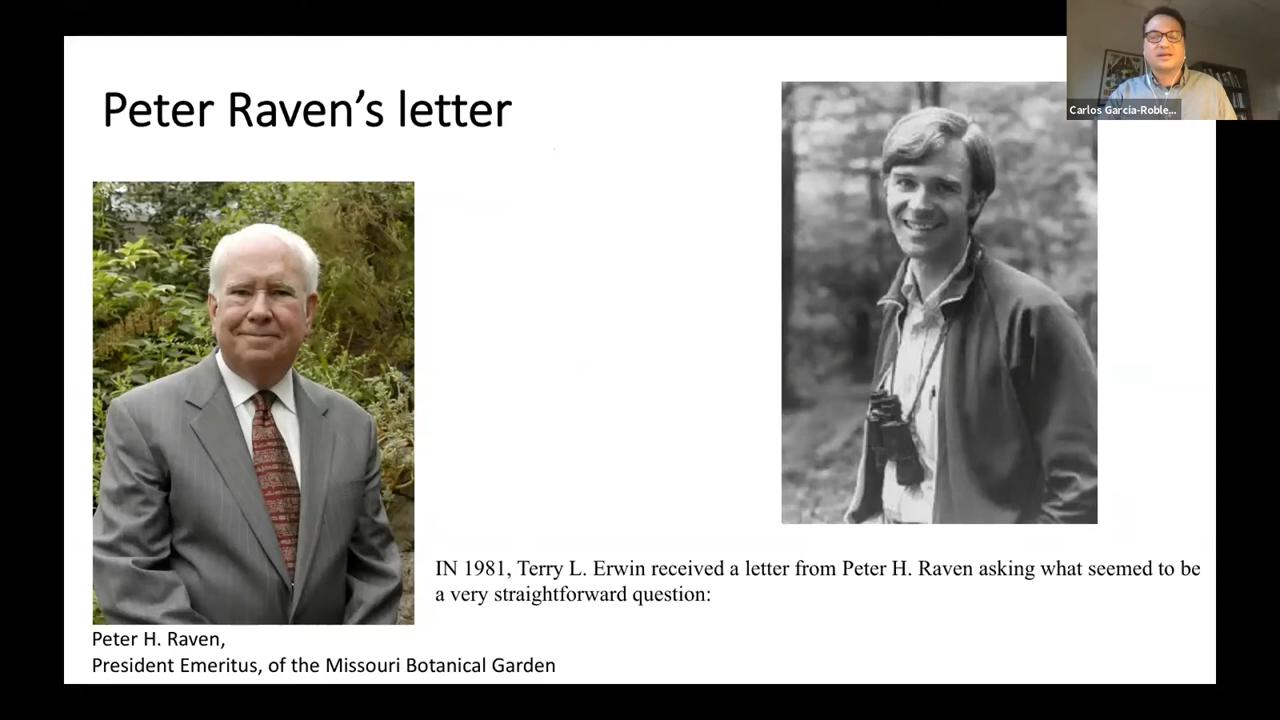 Peter Raven's letter
Carlos García-Roble...
IN 1981, Terry L. Erwin received a letter from Peter H. Raven asking what seemed to be
a very straightforward question:
Peter H. Raven,
President Emeritus, of the Missouri Botanical Garden